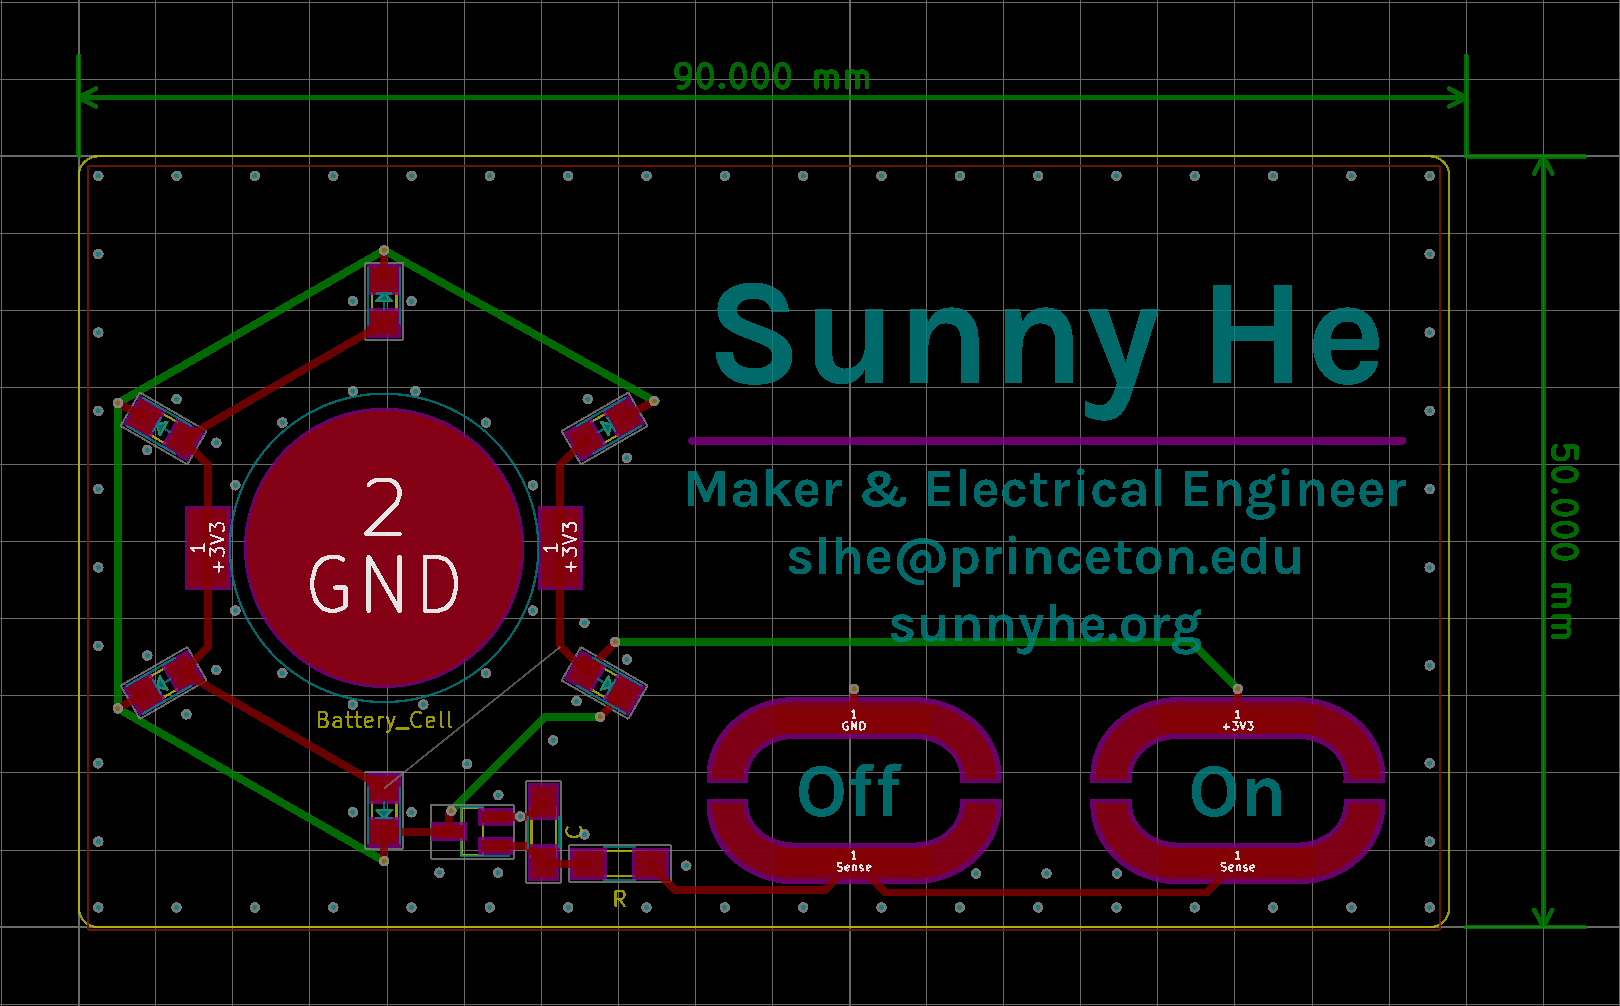 90.000 mm
Sunny He
Maker & Electrical Engineer
slhe@princeton.edu
sunnyhe.org
50.000 mm
2
GND
1
+3V3
1
+3V3
Battery_Cell
1
GND
Off
1
Sense
1
+3V3
On
1
Sense
C
R